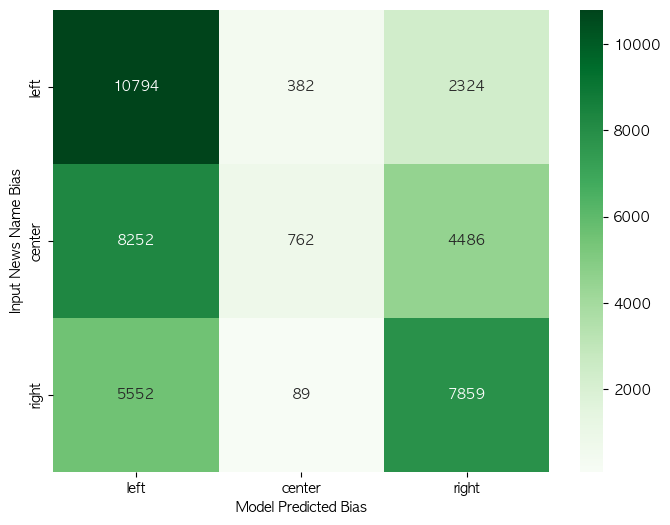 10000
8000
6000
4000
2000
Input News Name Bias
left
center
right
10794 382 2324
8252 762 4486
5552 89 7859
left center right
Model Predicted Bias